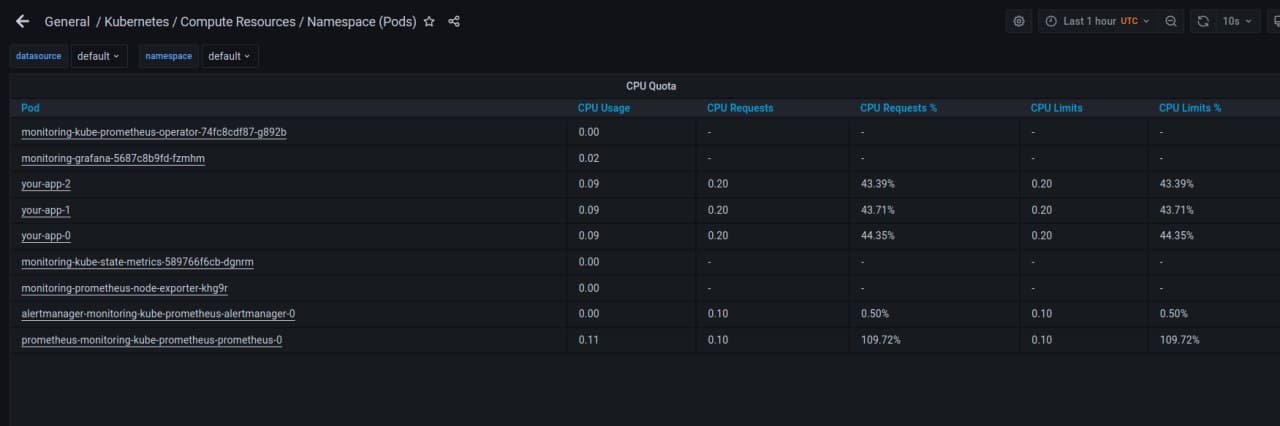 General / Kubernetes / Compute Resources / Namespace (Pods)
Last 1 hour UTC
10s
datasource default namespace default
CPU Quota
Pod CPU Usage CPU Requests CPU Requests % CPU Limits CPU Limits %
monitoring-kube-prometheus-operator-74fc8cdf87-g892b 0.00 - - - -
monitoring-grafana-5687c8b9fd-fzmhm 0.02 - - - -
your-app-2 0.09 0.20 43.39% 0.20 43.39%
your-app-1 0.09 0.20 43.71% 0.20 43.71%
your-app-0 0.09 0.20 44.35% 0.20 44.35%
monitoring-kube-state-metrics-589766f6cb-dgnrm 0.00 - - - -
monitoring-prometheus-node-exporter-khg9r 0.00 - - - -
alertmanager-monitoring-kube-prometheus-alertmanager-0 0.00 0.10 0.50% 0.10 0.50%
prometheus-monitoring-kube-prometheus-prometheus-0 0.11 0.10 109.72% 0.10 109.72%